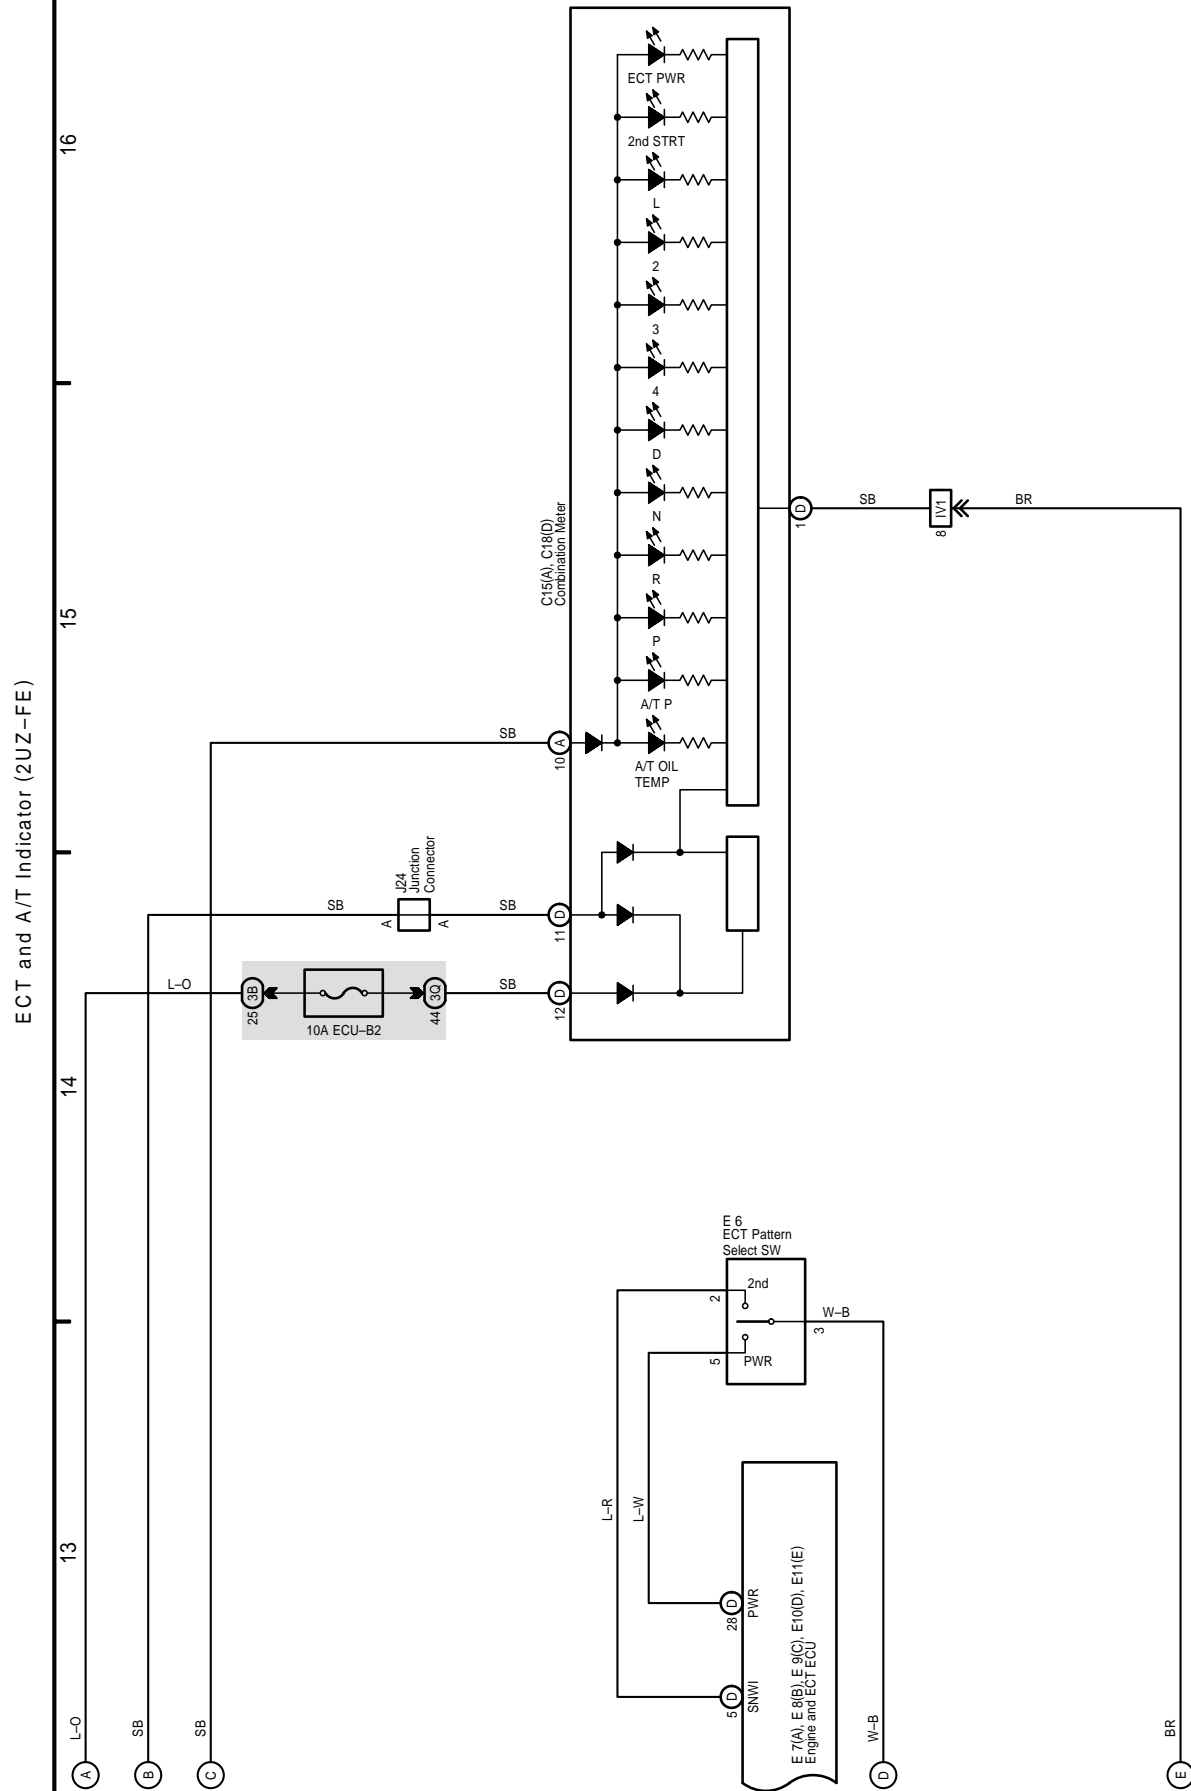 ECT and A/T Indicator (2UZ–FE)
16
15
14
13
ECT PWR
2nd STRT
L
2
3
4
D
N
R
P
A/T P
A/T OIL
TEMP
C15(A), C18(D)
Combination Meter
1 D
SB
8 IV1
BR
SB
10 A
J24
Junction
Connector
SB
A
A
SB
11 D
L–O
25 3B
10A ECU–B2
44 3Q
SB
12 D
E 6
ECT Pattern
Select SW
2nd
2
W–B
3
5
PWR
L–R
L–W
28 D
PWR
5 D
SNWI
E 7(A), E 8(B), E 9(C), E10(D), E11(E)
Engine and ECT ECU
L–O
A
SB
B
SB
C
W–B
D
BR
E